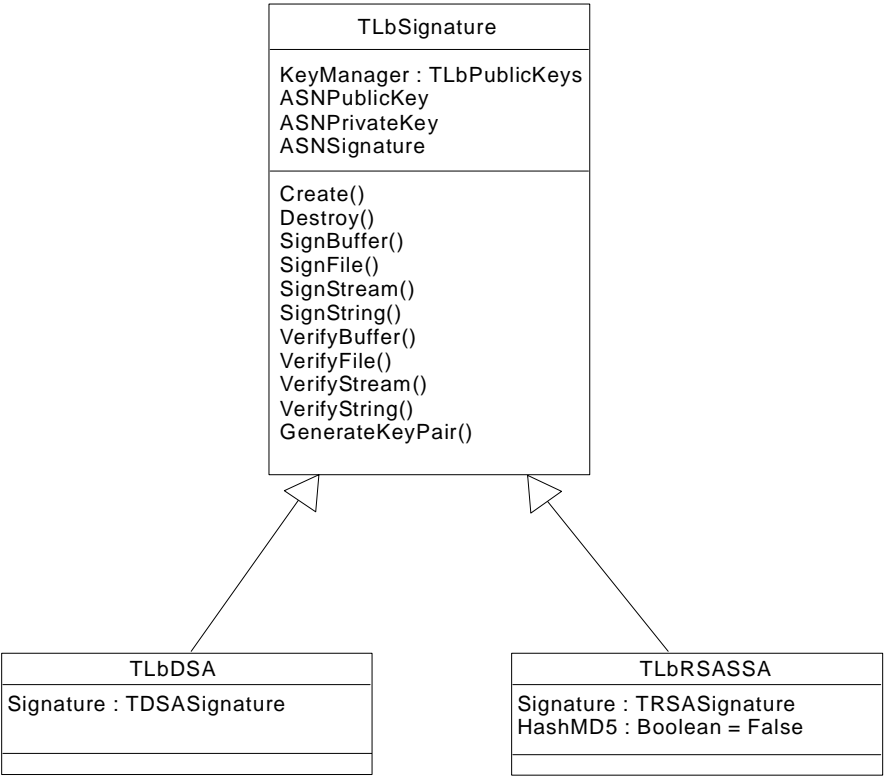 TLbSignature
KeyManager : TLbPublicKeys
ASNPublicKey
ASNPrivateKey
ASNSignature
Create()
Destroy()
SignBuffer()
SignFile()
SignStream()
SignString()
VerifyBuffer()
VerifyFile()
VerifyStream()
VerifyString()
GenerateKeyPair()
TLbDSA
Signature : TDSASignature
TLbRSASSA
Signature : TRSASignature
HashMD5 : Boolean = False